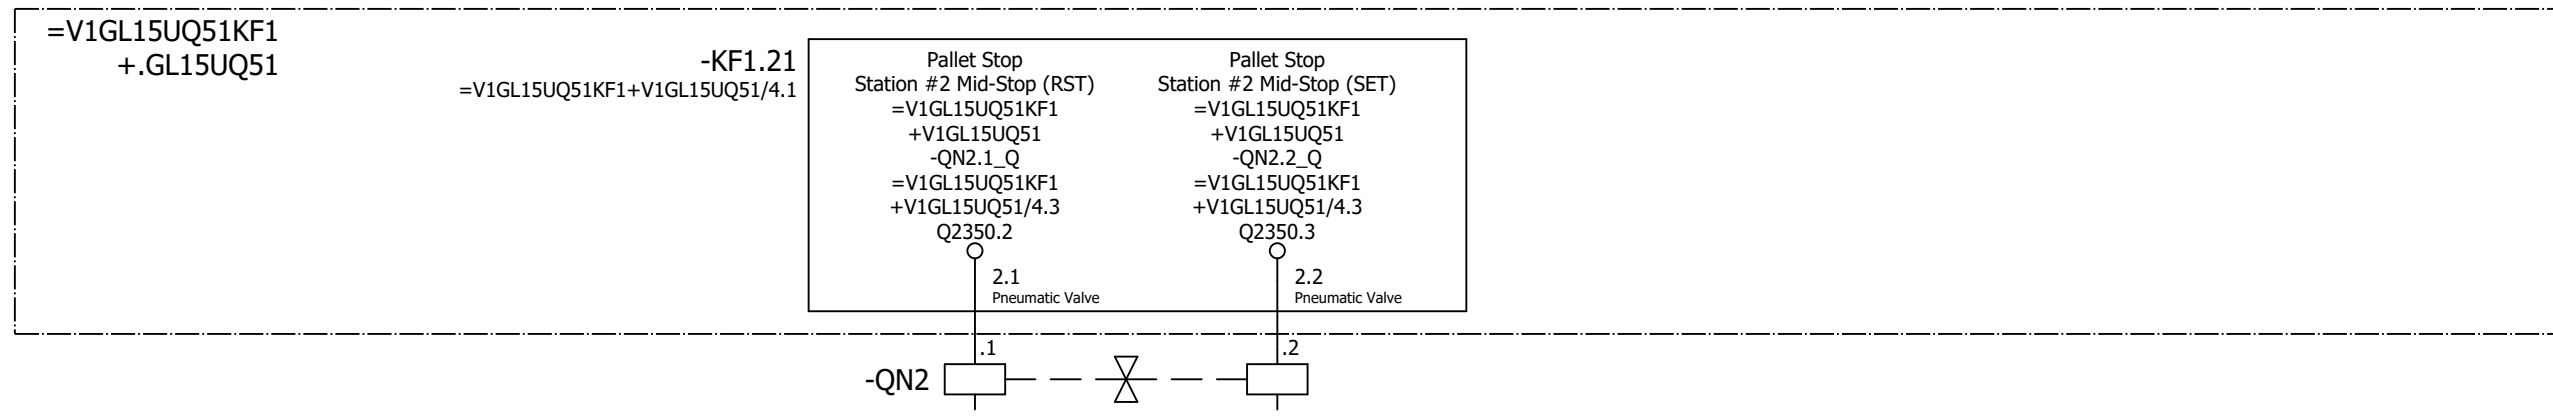 =V1GL15UQ51KF1
+.GL15UQ51
-KF1.21
=V1GL15UQ51KF1+V1GL15UQ51/4.1
Pallet Stop
Station #2 Mid-Stop (RST)
=V1GL15UQ51KF1
+V1GL15UQ51
-QN2.1_Q
=V1GL15UQ51KF1
+V1GL15UQ51/4.3
Q2350.2
2.1
Pneumatic Valve
Pallet Stop
Station #2 Mid-Stop (SET)
=V1GL15UQ51KF1
+V1GL15UQ51
-QN2.2_Q
=V1GL15UQ51KF1
+V1GL15UQ51/4.3
Q2350.3
2.2
Pneumatic Valve
.1
.2
-QN2